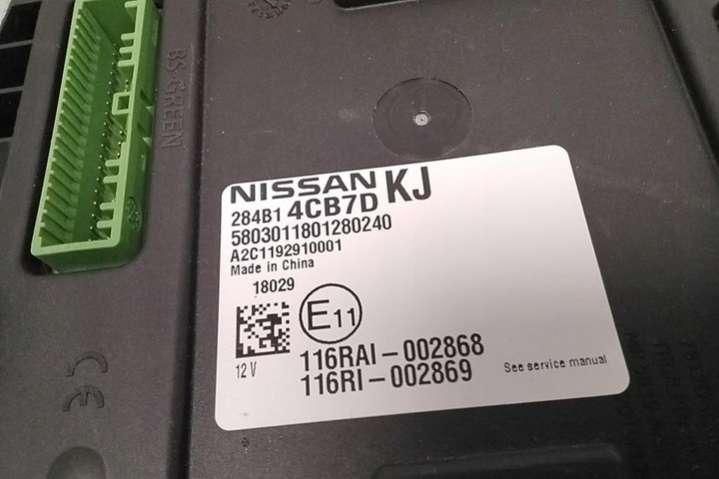 BS-GREEN
NISSAN KJ
284B1 4CB7D
5803011801280240
A2C1192910001
Made in China
18029
E11
12 V
116RAI-002868
116RI-002869
See service manual
CE